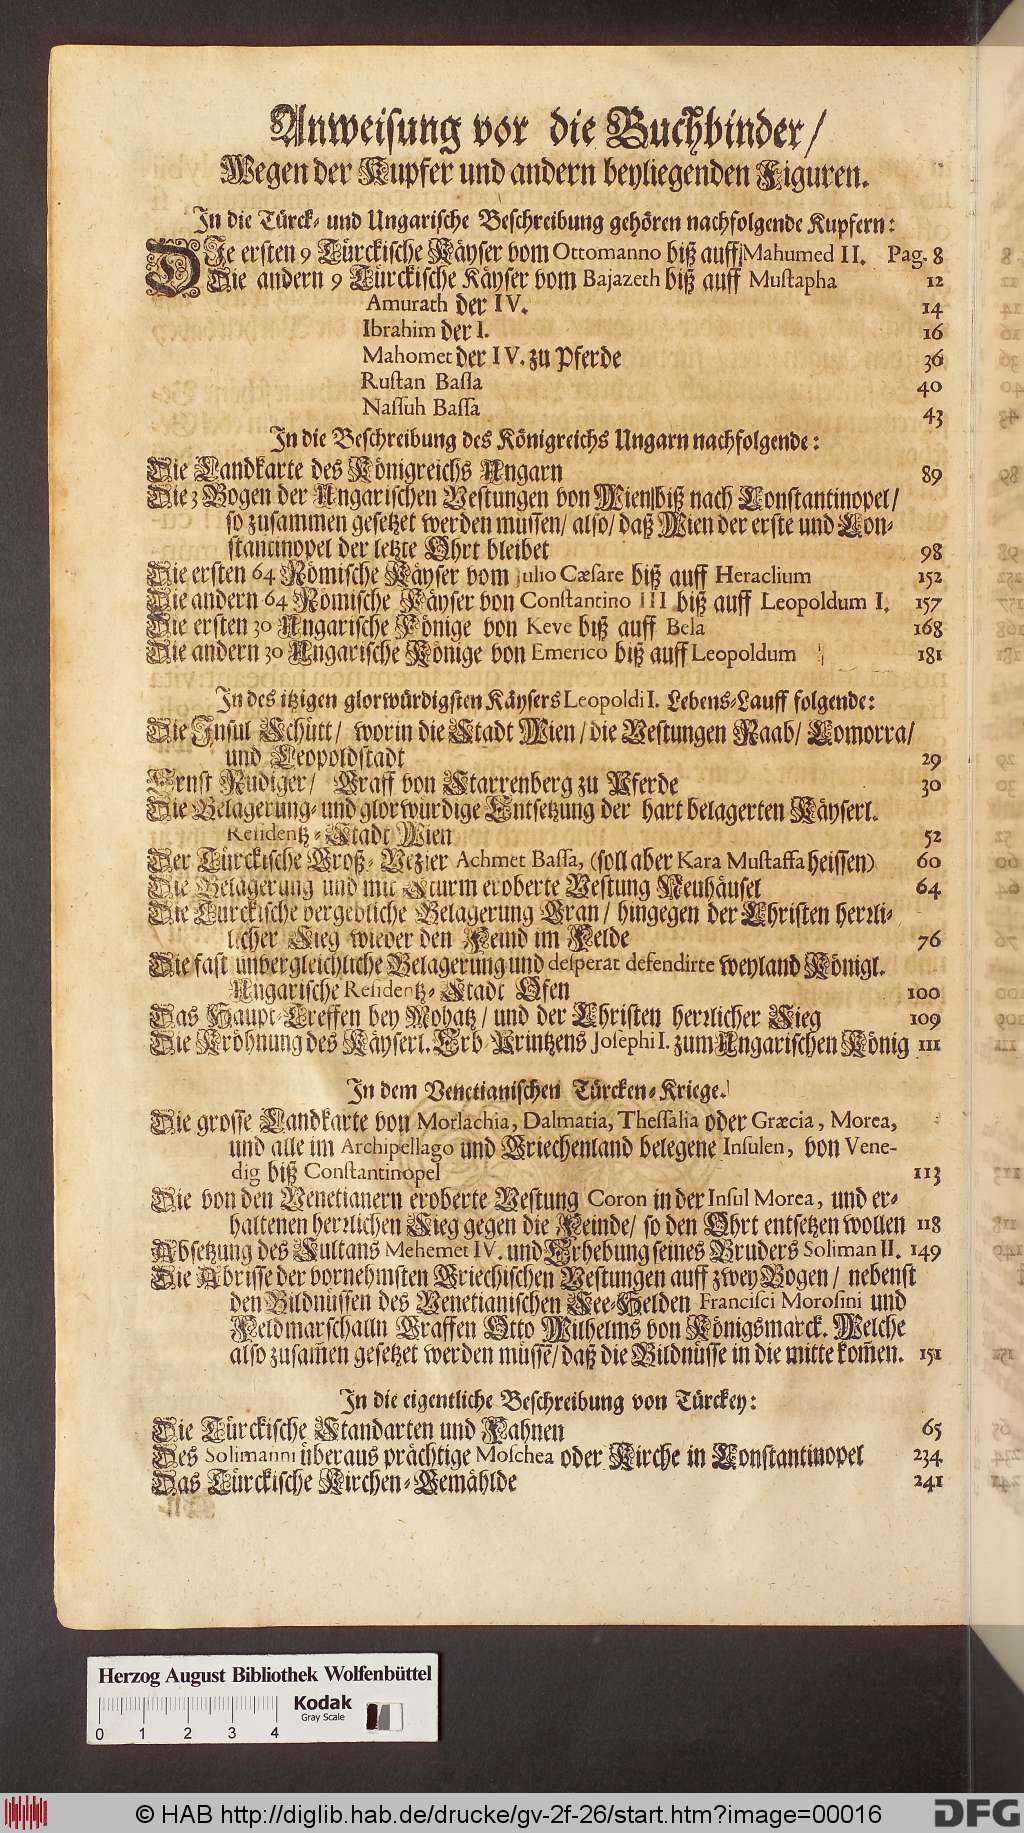 Anweisung vor die Buchbinder/
Wegen der Kupfer und andern beyliegenden Figuren.
In die Türck- und Ungarische Beschreibung gehören nachfolgende Kupfern:
DIe ersten 9 Türckische Käyser vom Ottomanno biß auff Mahumed II. Pag. 8
Die andern 9 Türckische Käyser vom Bajazeth biß auff Mustapha 12
Amurath der IV. 14
Ibrahim der I. 16
Mahomet der IV. zu Pferde 36
Rustan Bassa 40
Nassuh Bassa 43
In die Beschreibung des Königreichs Ungarn nachfolgende:
Die Landkarte des Königreichs Ungarn 89
Die 3 Bogen der Ungarischen Vestungen von Wien biß nach Constantinopel/
so zusammen gesetzet werden müssen/ also/ daß Wien der erste und Con-
stantinopel der letzte Ohrt bleibet 98
Die ersten 64 Römische Käyser vom Julio Cæsare biß auff Heraclium 152
Die andern 64 Römische Käyser von Constantino III biß auff Leopoldum I. 157
Die ersten 30 Ungarische Könige von Keve biß auff Bela 168
Die andern 30 Ungarische Könige von Emerico biß auff Leopoldum 181
In des itzigen glorwürdigsten Käysers Leopoldi I. Lebens-Lauff folgende:
Die Insul Schütt/ worin die Stadt Wien/ die Vestungen Raab/ Comorra/
und Leopoldstadt 29
Ernst Rüdiger/ Graff von Starrenberg zu Pferde 30
Die Belagerung- und glorwürdige Entsetzung der hart belagerten Käyserl.
Residentz-Stadt Wien 52
Der Türckische Groß-Vezier Achmet Bassa, (soll aber Kara Mustaffa heissen) 60
Die Belagerung und mit Sturm eroberte Vestung Neuhäusel 64
Die Türckische vergebliche Belagerung Gran/ hingegen der Christen herrli-
licher Sieg wieder den Feind im Felde 76
Die fast unvergleichliche Belagerung und desperat defendirte weyland Königl.
Ungarische Residentz-Stadt Ofen 100
Das Haupt-Treffen bey Mohatz/ und der Christen herrlicher Sieg 109
Die Kröhnung des Käyserl. Erb-Printzens Josephi I. zum Ungarischen König 111
In dem Venetianischen Türcken-Kriege.
Die grosse Landkarte von Morlachia, Dalmatia, Thessalia oder Græcia, Morea,
und alle im Archipellago und Griechenland belegene Insulen, von Vene-
dig biß Constantinopel 113
Die von den Venetianern eroberte Vestung Coron in der Insul Morea, und er-
haltenen herrlichen Sieg gegen die Feinde/ so den Ohrt entsetzen wollen 118
Absetzung des Sultans Mehemet IV. und Erhebung seines Bruders Soliman II. 149
Die Abrisse der vornehmsten Griechischen Vestungen auff zwey Bogen/ nebenst
den Bildnüssen des Venetianischen See-Helden Francisci Morosini und
Feldmarschalln Graffen Otto Wilhelms von Königsmarck. Welche
also zusam̄en gesetzet werden müssē/ daß die Bildnüsse in die mitte kom̄en. 151
In die eigentliche Beschreibung von Türckey:
Die Türckische Standarten und Fahnen 65
Des Solimanni überaus prächtige Moschea oder Kirche in Constantinopel 234
Das Türckische Kirchen-Gemählde 241
Herzog August Bibliothek Wolfenbüttel
Kodak
Gray Scale
0 1 2 3 4
© HAB http://diglib.hab.de/drucke/gv-2f-26/start.htm?image=00016
DFG